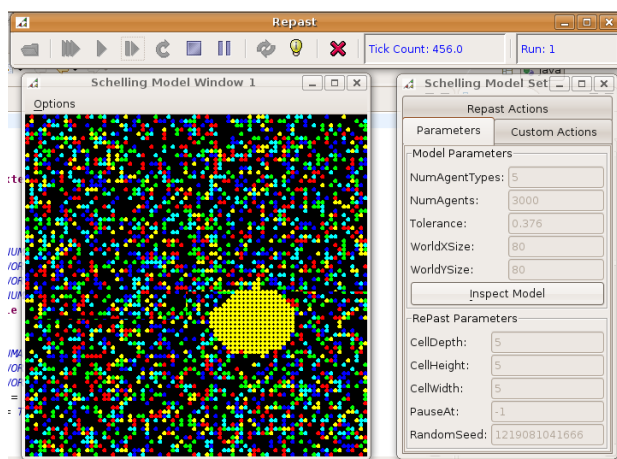 Repast
Tick Count: 456.0
Run: 1
Java
Schelling Model Window 1
Options
Schelling Model Set
Repast Actions
Parameters
Custom Actions
Model Parameters
NumAgentTypes: 5
NumAgents: 3000
Tolerance: 0.376
WorldXSize: 80
WorldYSize: 80
Inspect Model
RePast Parameters
CellDepth: 5
CellHeight: 5
CellWidth: 5
PauseAt: -1
RandomSeed: 1219081041666